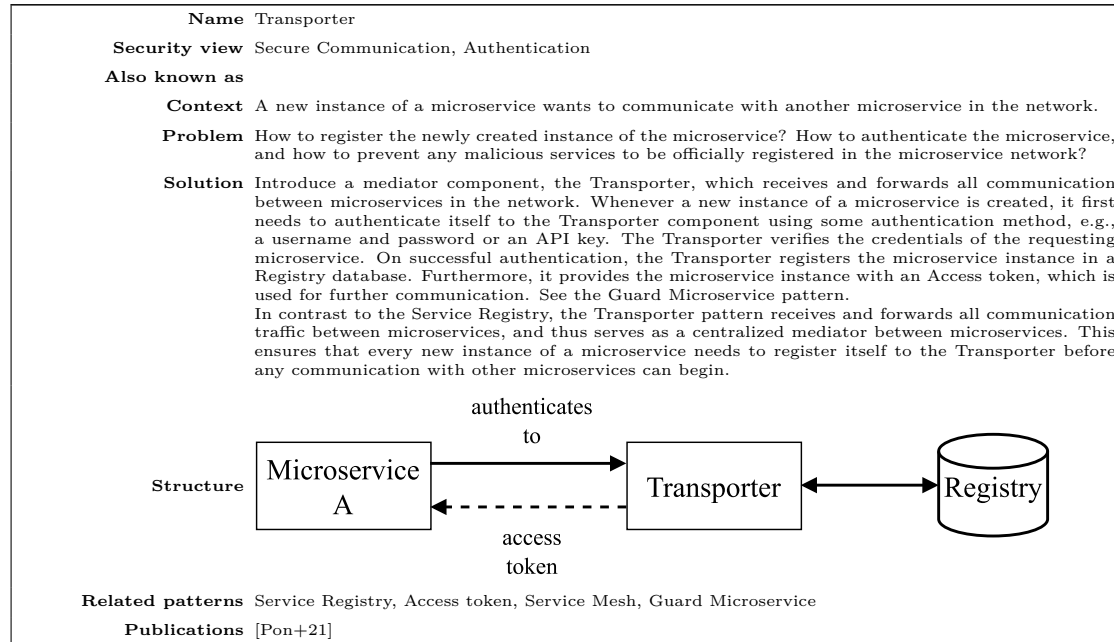 Name Transporter
Security view Secure Communication, Authentication
Also known as
Context A new instance of a microservice wants to communicate with another microservice in the network.
Problem How to register the newly created instance of the microservice? How to authenticate the microservice,
and how to prevent any malicious services to be officially registered in the microservice network?
Solution Introduce a mediator component, the Transporter, which receives and forwards all communication
between microservices in the network. Whenever a new instance of a microservice is created, it first
needs to authenticate itself to the Transporter component using some authentication method, e.g.,
a username and password or an API key. The Transporter verifies the credentials of the requesting
microservice. On successful authentication, the Transporter registers the microservice instance in a
Registry database. Furthermore, it provides the microservice instance with an Access token, which is
used for further communication. See the Guard Microservice pattern.
In contrast to the Service Registry, the Transporter pattern receives and forwards all communication
traffic between microservices, and thus serves as a centralized mediator between microservices. This
ensures that every new instance of a microservice needs to register itself to the Transporter before
any communication with other microservices can begin.
Structure
Microservice
A
authenticates
to
access
token
Transporter
Registry
Related patterns Service Registry, Access token, Service Mesh, Guard Microservice
Publications [Pon+21]